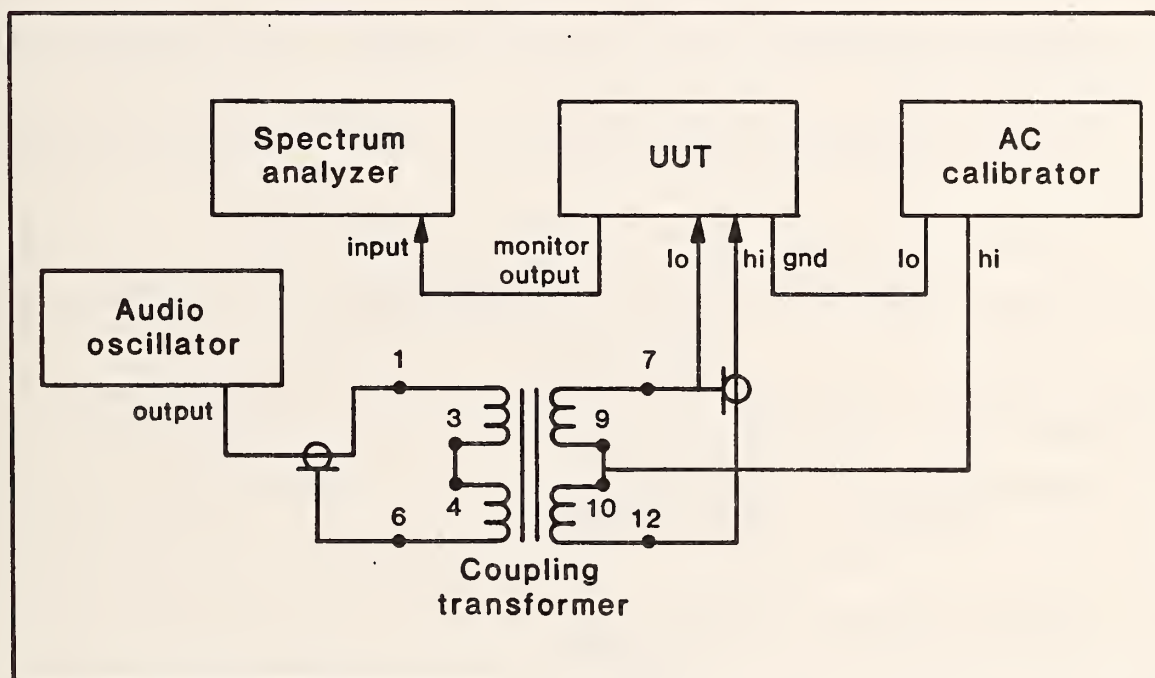 Spectrum
analyzer
UUT
AC
calibrator
input
monitor
output
lo
hi
gnd
lo
hi
Audio
oscillator
output
1
3
4
6
7
9
10
12
Coupling
transformer